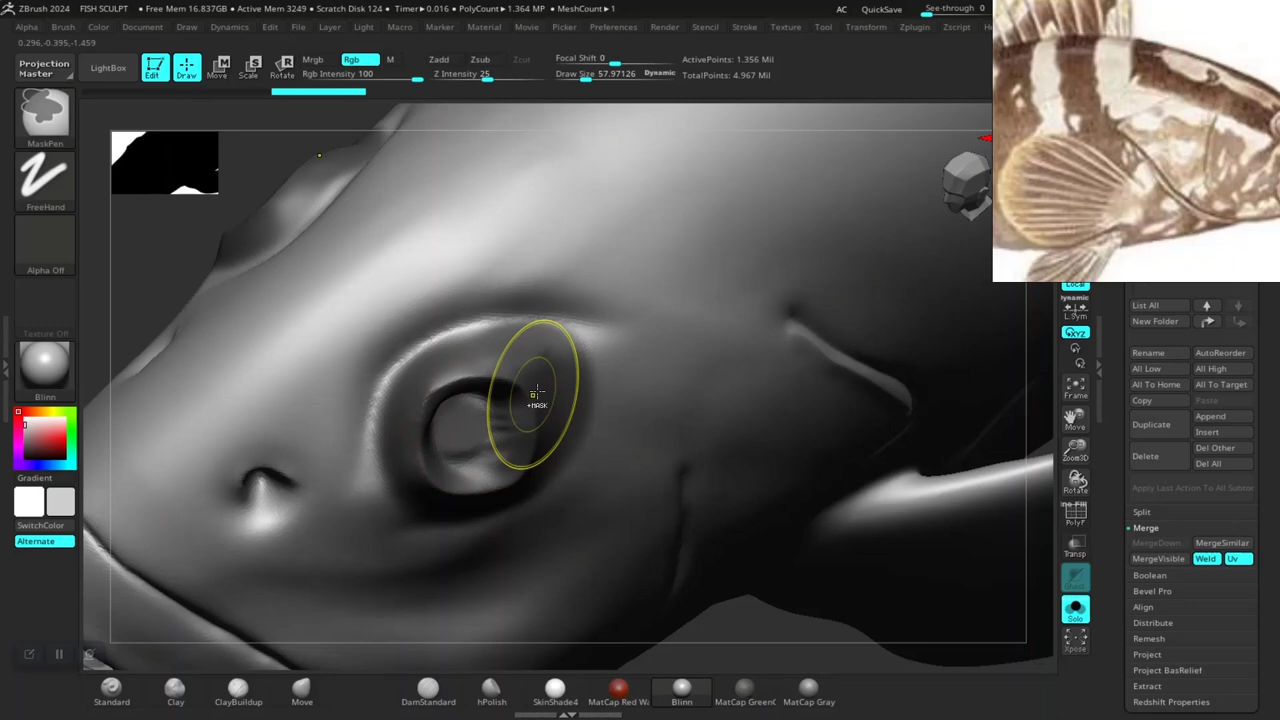 ZBrush 2024 FISH SCULPT • Free Mem 16.837GB • Active Mem 3249 • Scratch Disk 124 • Timer▸0.016 • PolyCount▸1.364 MP • MeshCount▸1 AC QuickSave See-through 0
Alpha Brush Color Document Draw Dynamics Edit File Layer Light Macro Marker Material Movie Picker Preferences Render Stencil Stroke Texture Tool Transform Zplugin Zscript H
0.296,-0.395,-1.459
Projection Master LightBox Edit Draw Move Scale Rotate
Mrgb Rgb M Zadd Zsub Zcut
Rgb Intensity 100 Z Intensity 25
Focal Shift 0
Draw Size 57.97126 Dynamic
ActivePoints: 1.356 Mil
TotalPoints: 4.967 Mil
MaskPen
FreeHand
Alpha Off
Texture Off
Blinn
Gradient
SwitchColor
Alternate
+MASK
Local
Dynamic
L.Sym
XYZ
Y
Z
Frame
Move
Zoom3D
Rotate
PolyF
Transp
Ghost
Solo
Xpose
List All
New Folder
Rename AutoReorder
All Low All High
All To Home All To Target
Copy Paste
Duplicate Append
Insert
Delete Del Other
Del All
Apply Last Action To All Subtoo
Split
Merge
MergeDown MergeSimilar
MergeVisible Weld Uv
Boolean
Bevel Pro
Align
Distribute
Remesh
Project
Project BasRelief
Extract
Redshift Properties
Standard Clay ClayBuildup Move DamStandard hPolish SkinShade4 MatCap Red Wa Blinn MatCap GreenC MatCap Gray